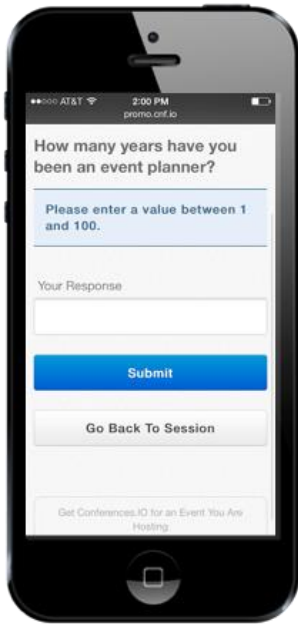 AT&T 2:00 PM
promo.cnf.io
How many years have you
been an event planner?
Please enter a value between 1
and 100.
Your Response
Submit
Go Back To Session
Get Conferences.IO for an Event You Are
Hosting